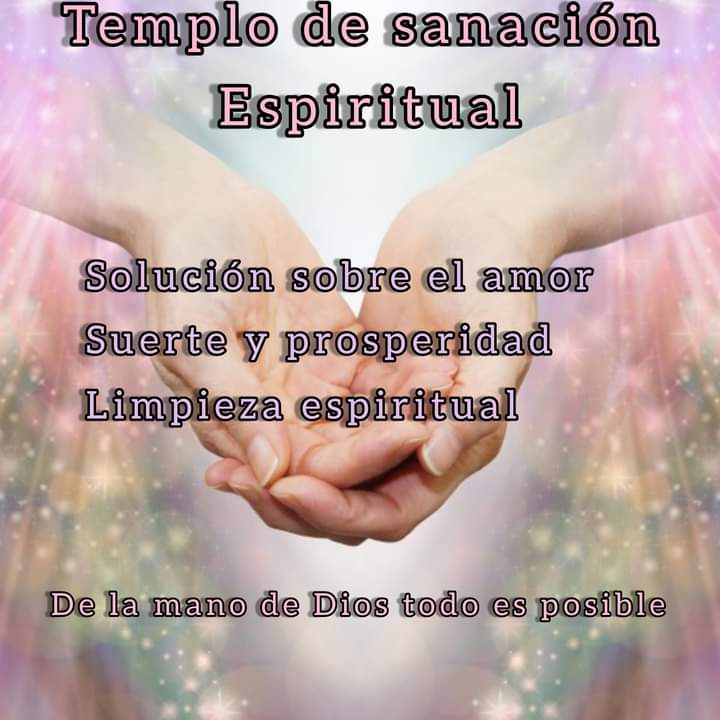 Templo de sanación
Espiritual
Solución sobre el amor
Suerte y prosperidad
Limpieza espiritual
De la mano de Dios todo es posible